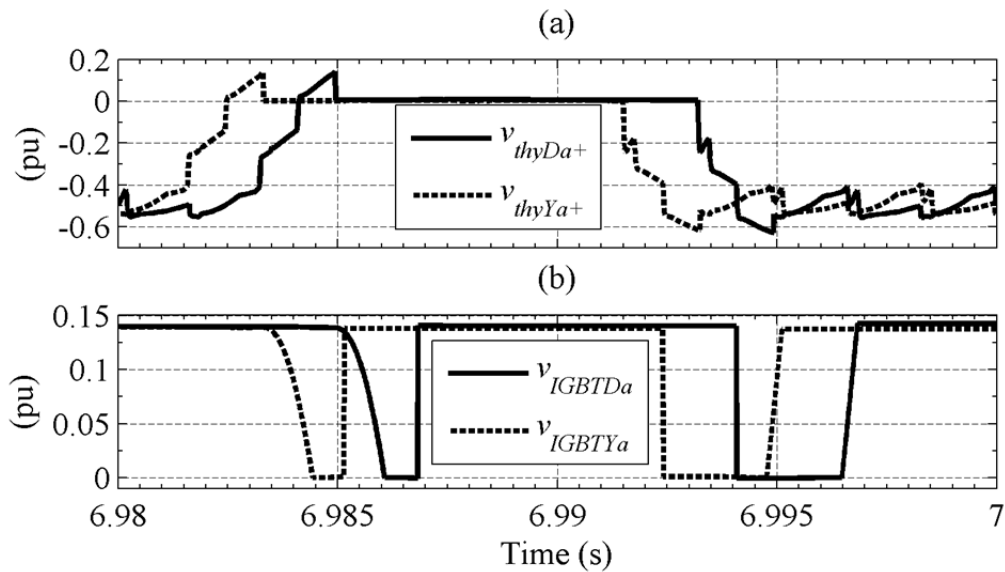 (a)
0.2
0
-0.2
-0.4
-0.6
(pu)
v_thyDa+
v_thyYa+
(b)
0.15
0.1
0.05
0
(pu)
v_IGBTDa
v_IGBTYa
6.98 6.985 6.99 6.995 7
Time (s)